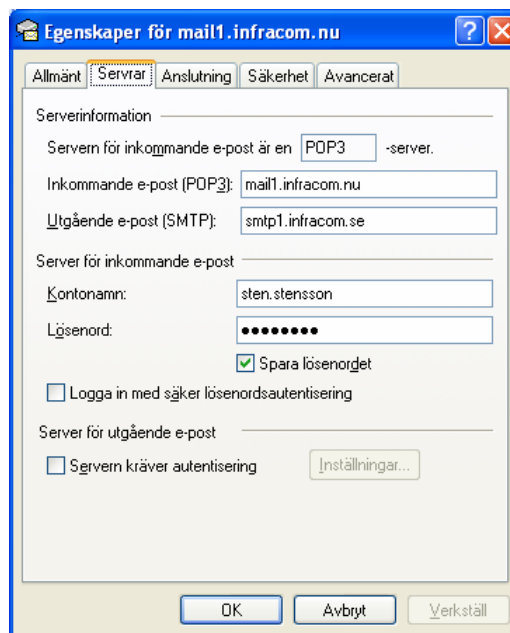 Egenskaper för mail1.infracom.nu
Allmänt Servrar Anslutning Säkerhet Avancerat
Serverinformation
Servern för inkommande e-post är en POP3 -server.
Inkommande e-post (POP3): mail1.infracom.nu
Utgående e-post (SMTP): smtp1.infracom.se
Server för inkommande e-post
Kontonamn: sten.stensson
Lösenord: ●●●●●●●●
Spara lösenordet
Logga in med säker lösenordsautentisering
Server för utgående e-post
Servern kräver autentisering Inställningar...
OK Avbryt Verkställ